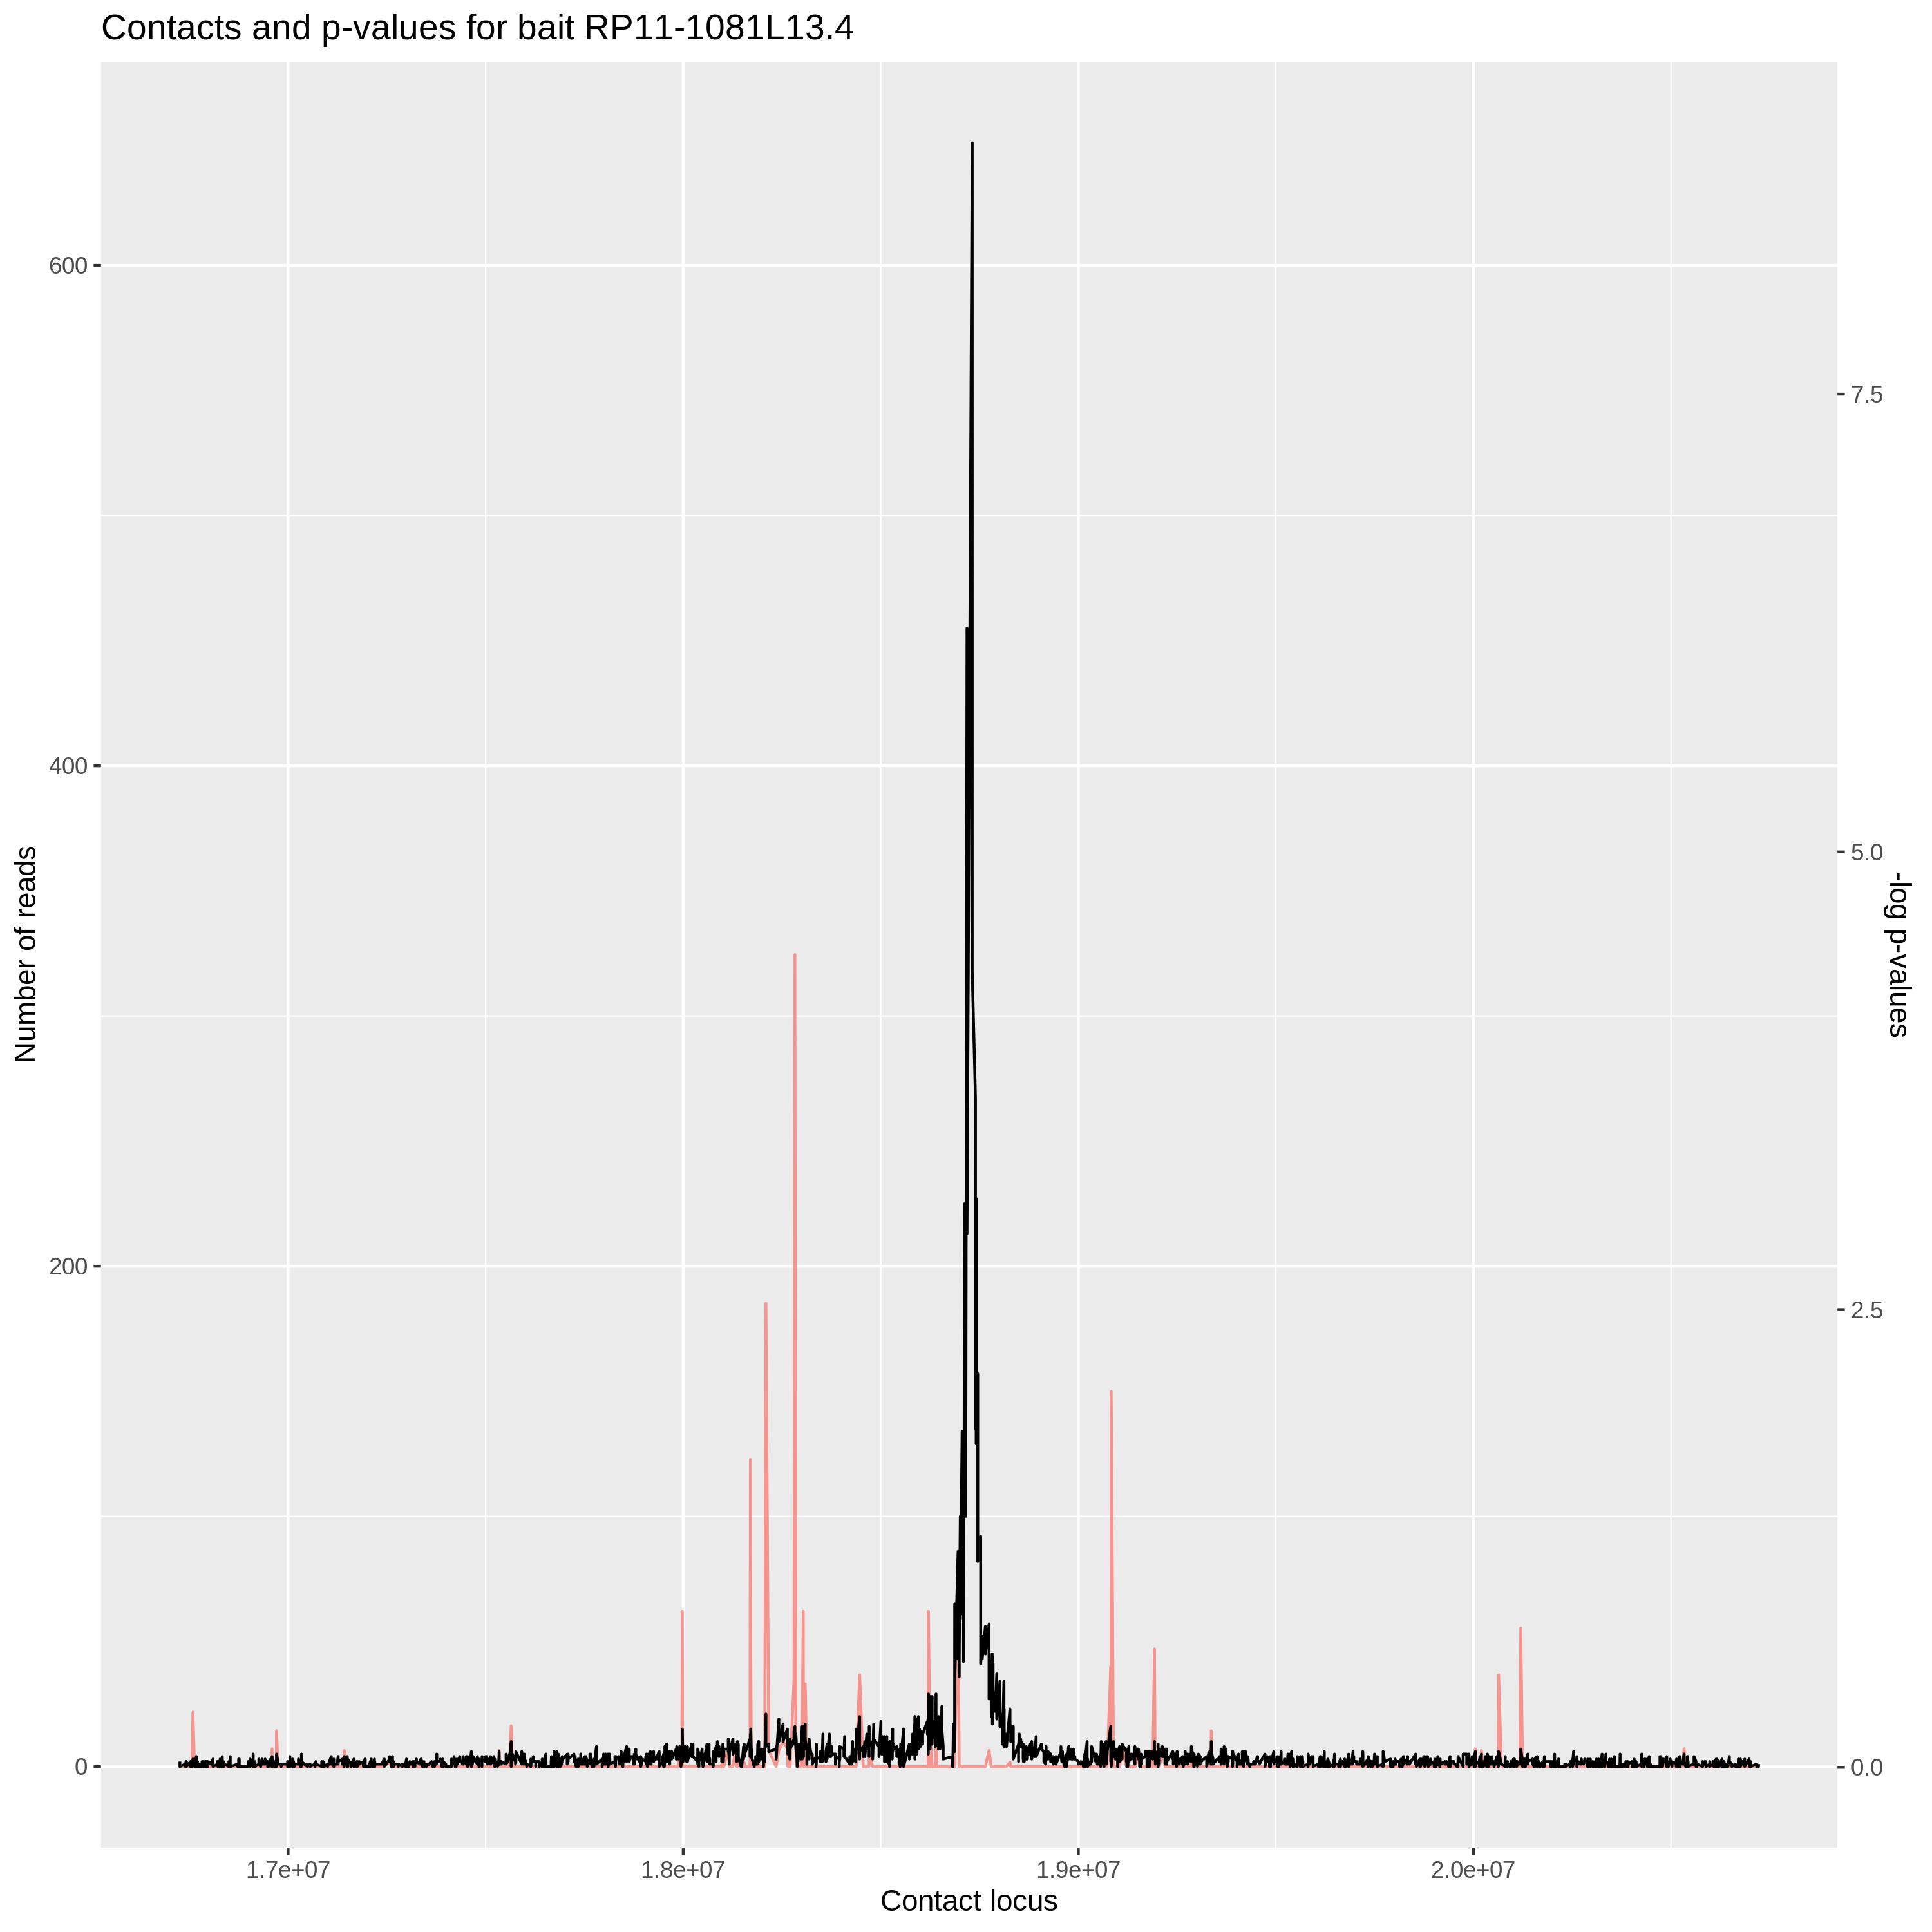 Contacts and p-values for bait RP11-1081L13.4
600
400
200
0
Number of reads
7.5
5.0
2.5
0.0
-log p-values
1.7e+07
1.8e+07
1.9e+07
2.0e+07
Contact locus